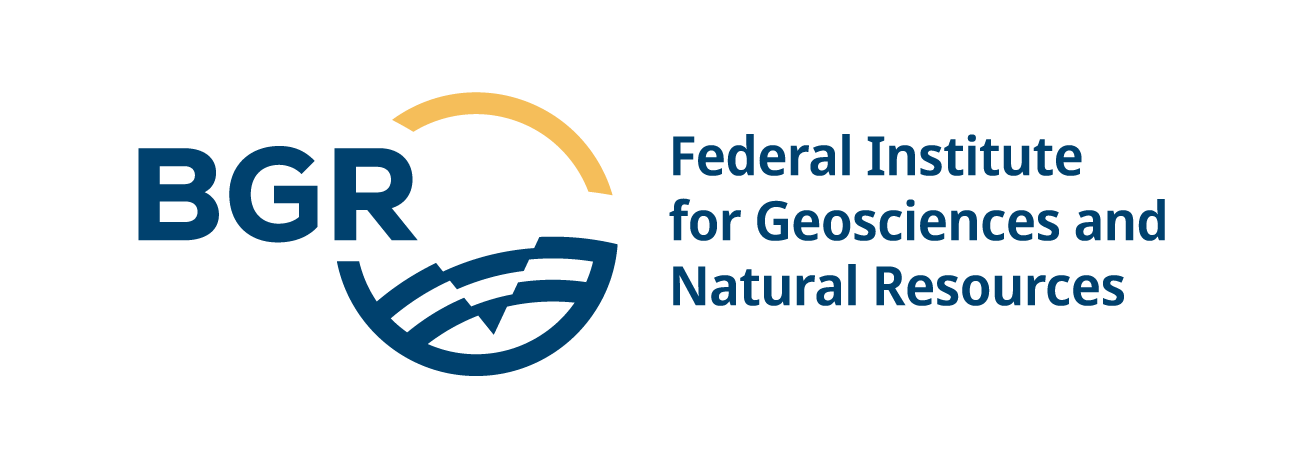 BGR
Federal Institute
for Geosciences and
Natural Resources